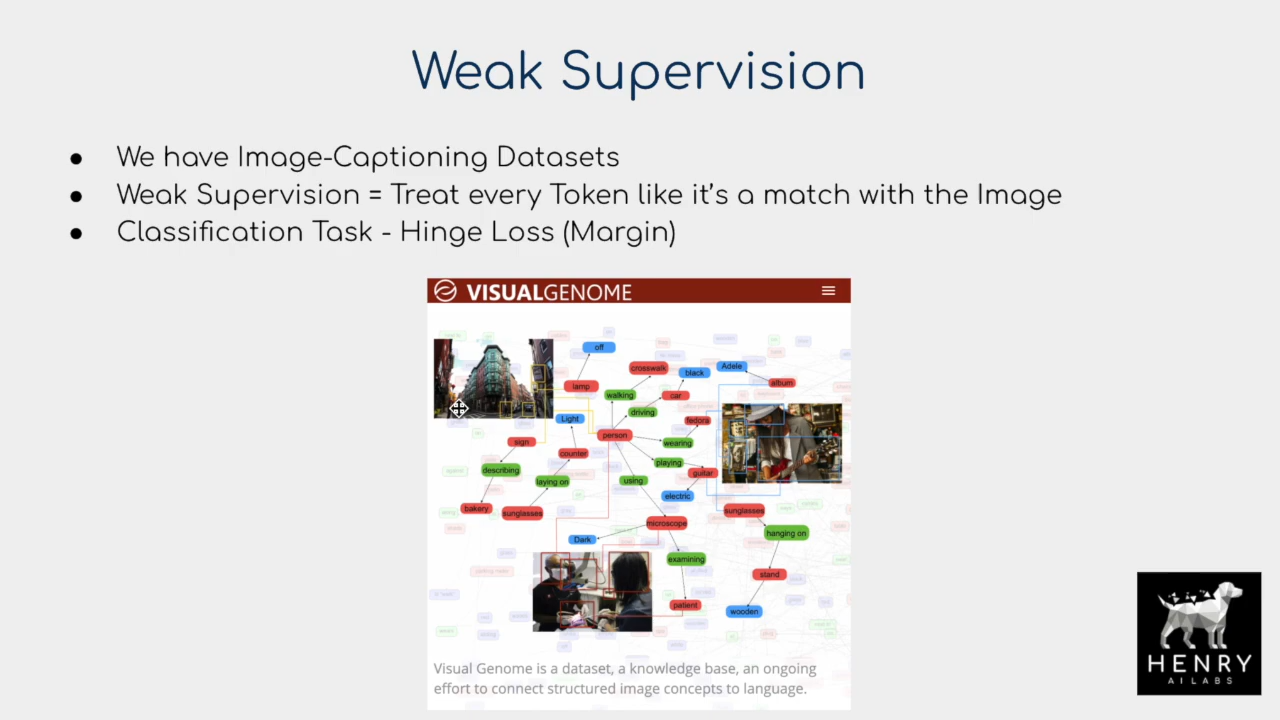 Weak Supervision
● We have Image-Captioning Datasets
● Weak Supervision = Treat every Token like it's a match with the Image
● Classification Task - Hinge Loss (Margin)
VISUALGENOME
off
crosswalk
Adele
black
album
lamp
walking
car
driving
Light
fedora
person
sign
wearing
counter
playing
describing
guitar
using
laying on
electric
bakery
sunglasses
sunglasses
microscope
hanging on
Dark
examining
stand
patient
wooden
Visual Genome is a dataset, a knowledge base, an ongoing
effort to connect structured image concepts to language.
HENRY
AI LABS